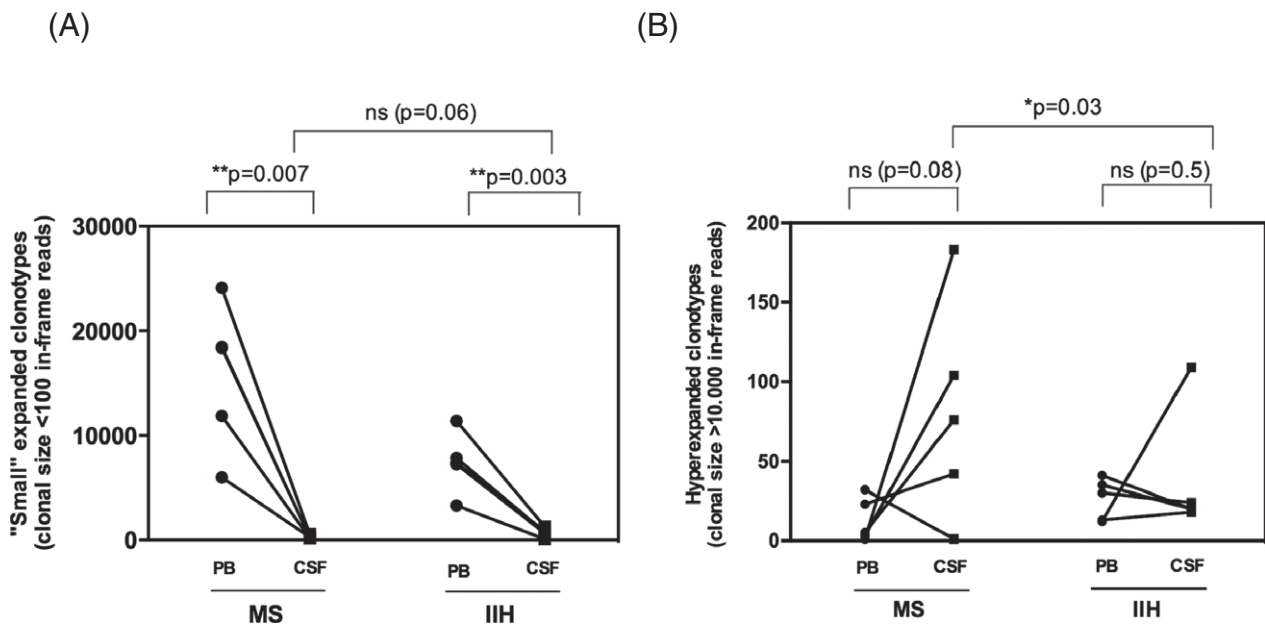 (A)
ns (p=0.06)
**p=0.007
**p=0.003
"Small" expanded clonotypes
(clonal size <100 in-frame reads)
30000
20000
10000
0
PB
CSF
PB
CSF
MS
IIH
(B)
*p=0.03
ns (p=0.08)
ns (p=0.5)
Hyperexpanded clonotypes
(clonal size >10.000 in-frame reads)
200
150
100
50
0
PB
CSF
PB
CSF
MS
IIH